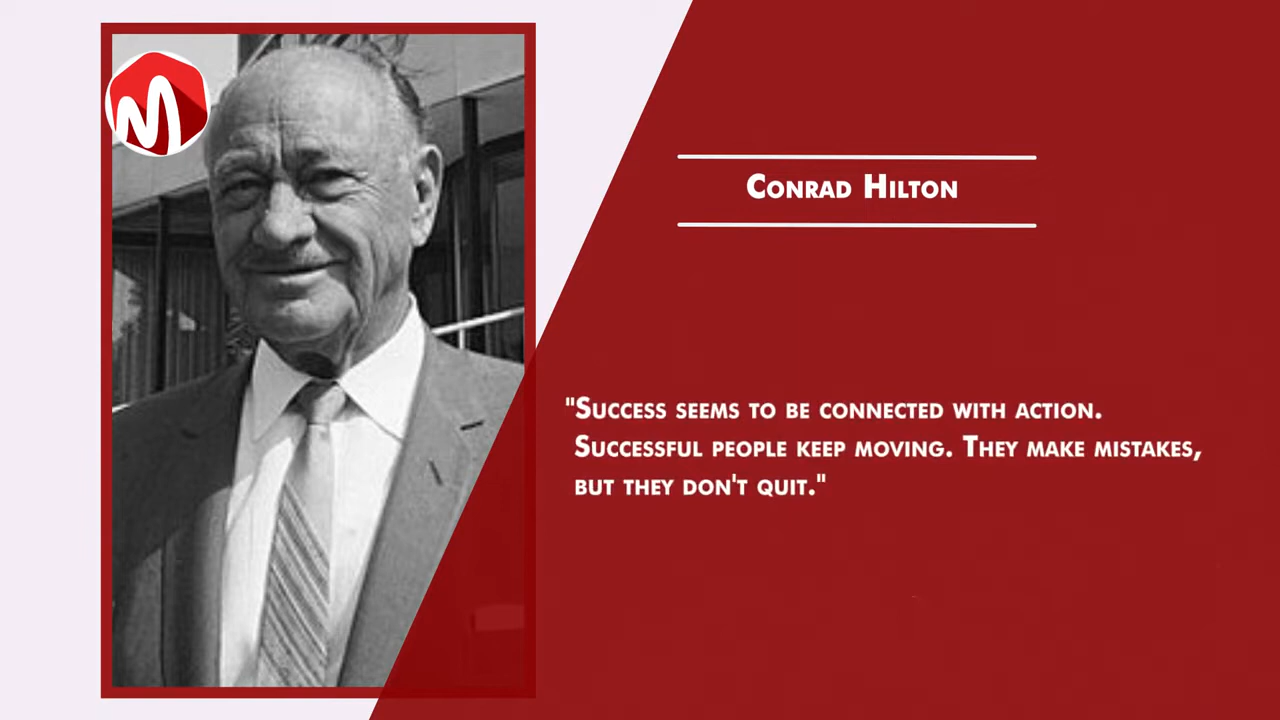 Conrad Hilton
"Success seems to be connected with action.
Successful people keep moving. They make mistakes,
but they don't quit."